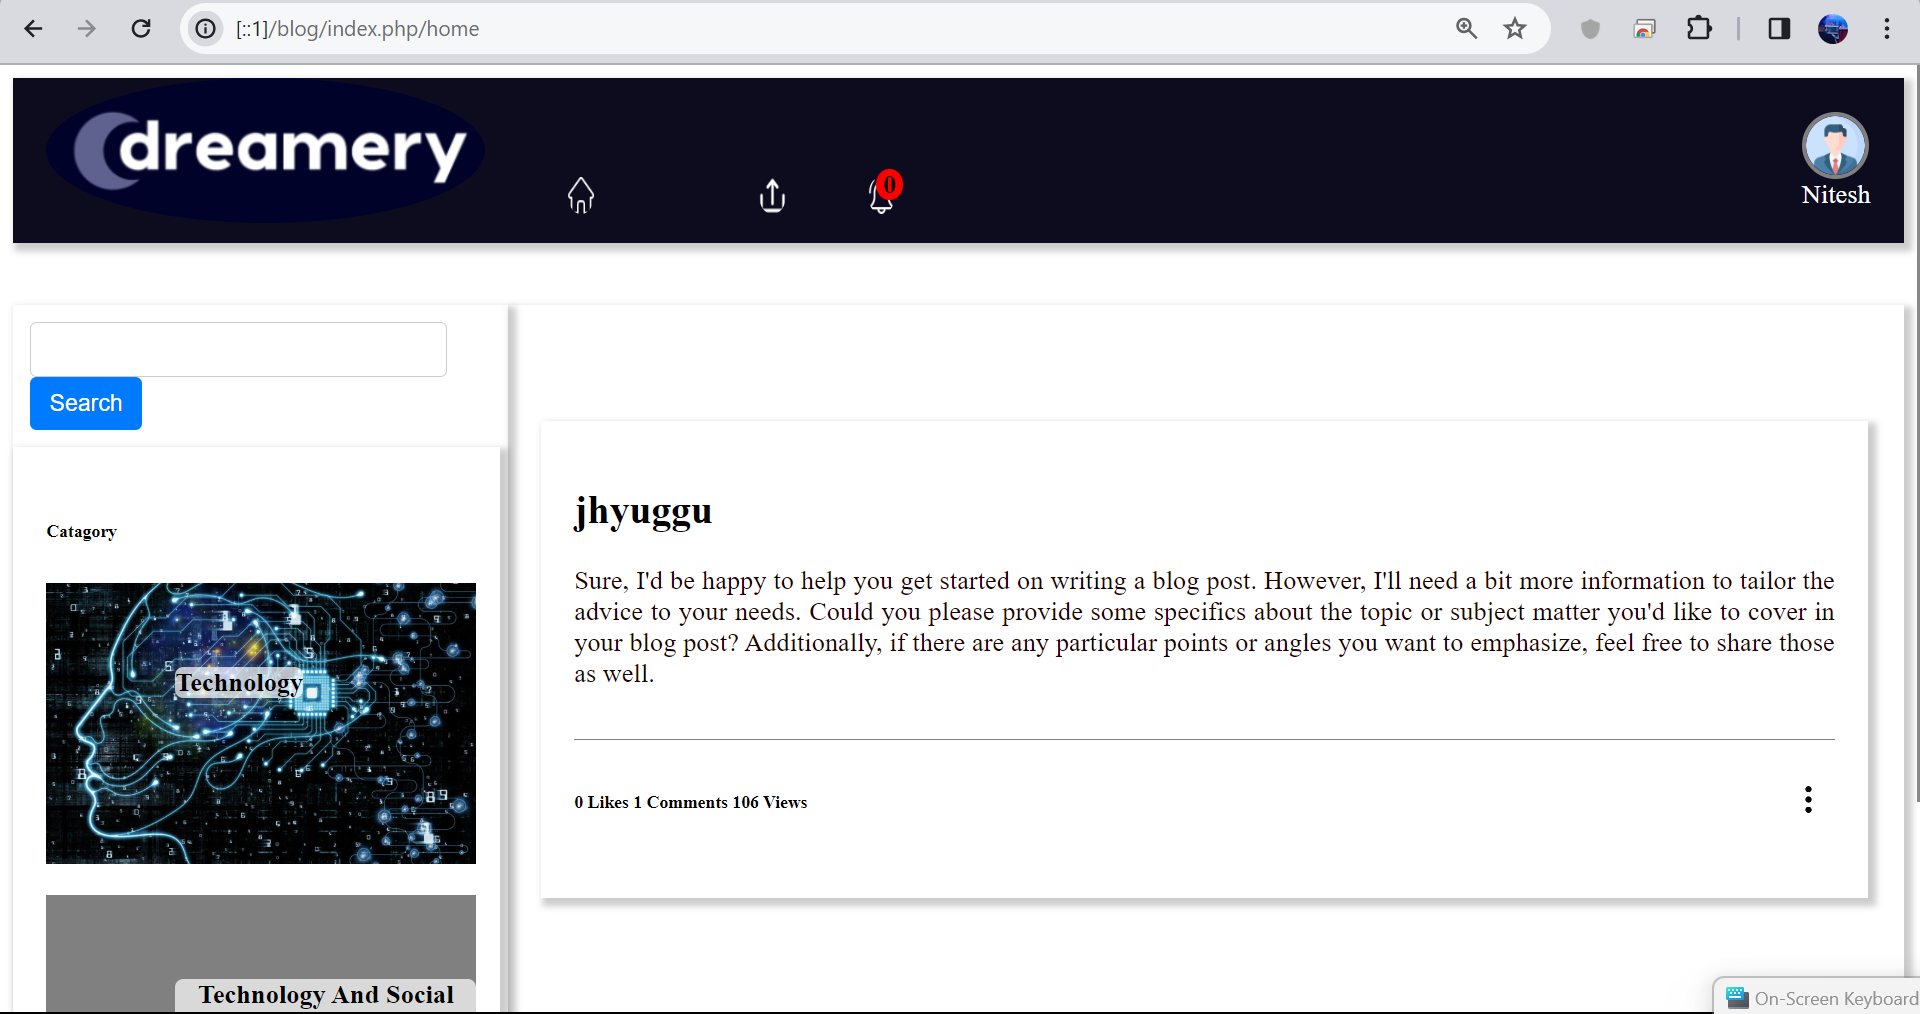 [::1]/blog/index.php/home
dreamery
0
Nitesh
Search
Catagory
Technology
Technology And Social
jhyuggu
Sure, I'd be happy to help you get started on writing a blog post. However, I'll need a bit more information to tailor the
advice to your needs. Could you please provide some specifics about the topic or subject matter you'd like to cover in
your blog post? Additionally, if there are any particular points or angles you want to emphasize, feel free to share those
as well.
0 Likes 1 Comments 106 Views
On-Screen Keyboard